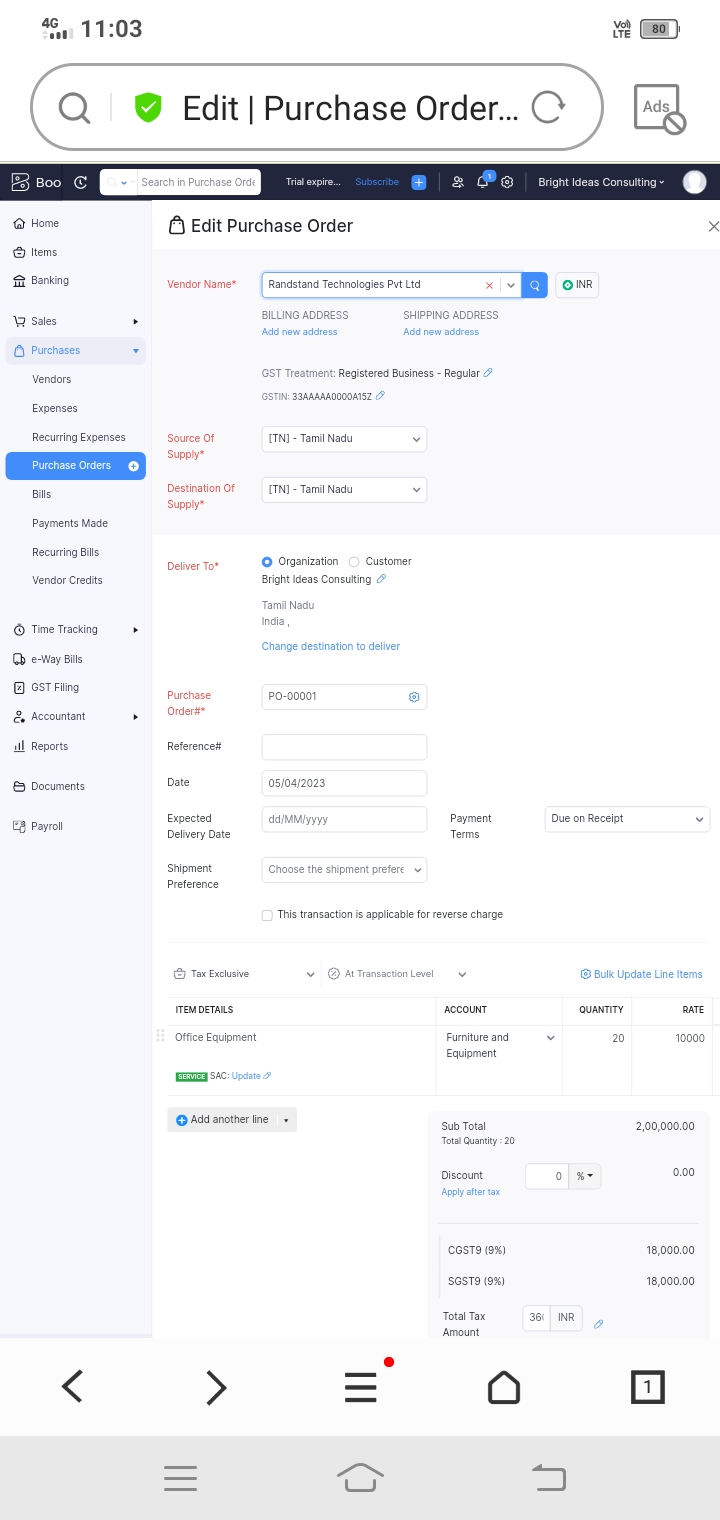 4G 11:03 Vo) LTE 80
Edit | Purchase Order... Ads
Boo Search in Purchase Orde Trial expire... Subscribe 1 Bright Ideas Consulting
Home
Items
Banking
Sales
Purchases
Vendors
Expenses
Recurring Expenses
Purchase Orders
Bills
Payments Made
Recurring Bills
Vendor Credits
Time Tracking
e-Way Bills
GST Filing
Accountant
Reports
Documents
Payroll
Edit Purchase Order
Vendor Name* Randstand Technologies Pvt Ltd INR
BILLING ADDRESS SHIPPING ADDRESS
Add new address Add new address
GST Treatment: Registered Business - Regular
GSTIN: 33AAAAA0000A15Z
Source Of Supply* [TN] - Tamil Nadu
Destination Of Supply* [TN] - Tamil Nadu
Deliver To* Organization Customer
Bright Ideas Consulting
Tamil Nadu
India ,
Change destination to deliver
Purchase Order#* PO-00001
Reference#
Date 05/04/2023
Expected Delivery Date dd/MM/yyyy Payment Terms Due on Receipt
Shipment Preference Choose the shipment prefere
This transaction is applicable for reverse charge
Tax Exclusive At Transaction Level Bulk Update Line Items
ITEM DETAILS ACCOUNT QUANTITY RATE
Office Equipment Furniture and Equipment 20 10000
SERVICE SAC: Update
Add another line
Sub Total 2,00,000.00
Total Quantity : 20
Discount 0 % 0.00
Apply after tax
CGST9 (9%) 18,000.00
SGST9 (9%) 18,000.00
Total Tax Amount 360 INR
1